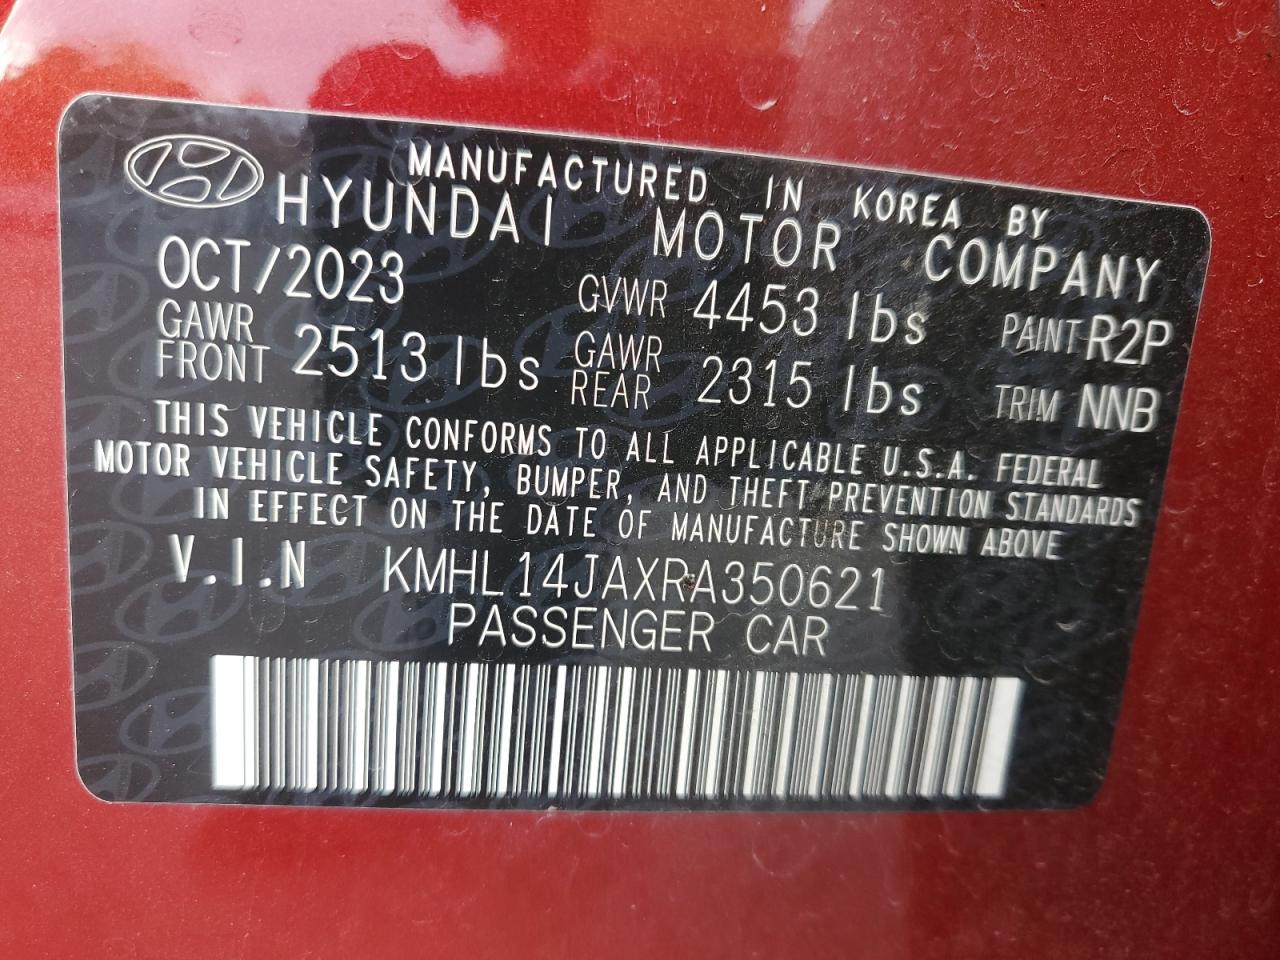 MANUFACTURED IN KOREA BY
HYUNDAI MOTOR COMPANY
OCT/2023 GVWR 4453 lbs PAINT R2P
GAWR FRONT 2513 lbs GAWR REAR 2315 lbs TRIM NNB
THIS VEHICLE CONFORMS TO ALL APPLICABLE U.S.A. FEDERAL
MOTOR VEHICLE SAFETY, BUMPER, AND THEFT PREVENTION STANDARDS
IN EFFECT ON THE DATE OF MANUFACTURE SHOWN ABOVE
V.I.N KMHL14JAXRA350621
PASSENGER CAR